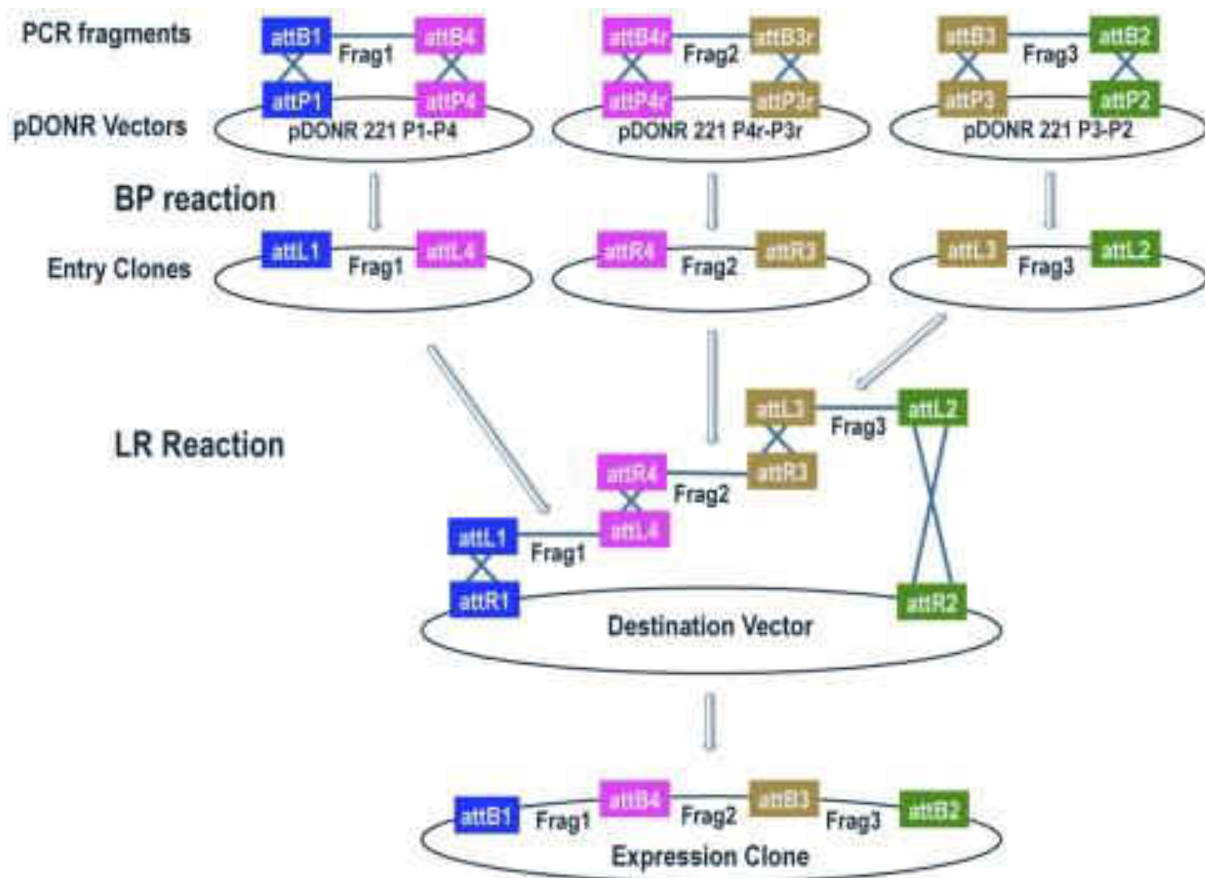 PCR fragments attB1 Frag1 attB4 attB4r Frag2 attB3r attB3 Frag3 attB2
attP1 attP4 attP4r attP3r attP3 attP2
pDONR Vectors pDONR 221 P1-P4 pDONR 221 P4r-P3r pDONR 221 P3-P2
BP reaction
Entry Clones attL1 Frag1 attL4 attR4 Frag2 attR3 attL3 Frag3 attL2
LR Reaction
attL3 Frag3 attL2
attR4 Frag2 attR3
attL1 Frag1 attL4
attR1 attR2
Destination Vector
attB1 Frag1 attB4 Frag2 attB3 Frag3 attB2
Expression Clone